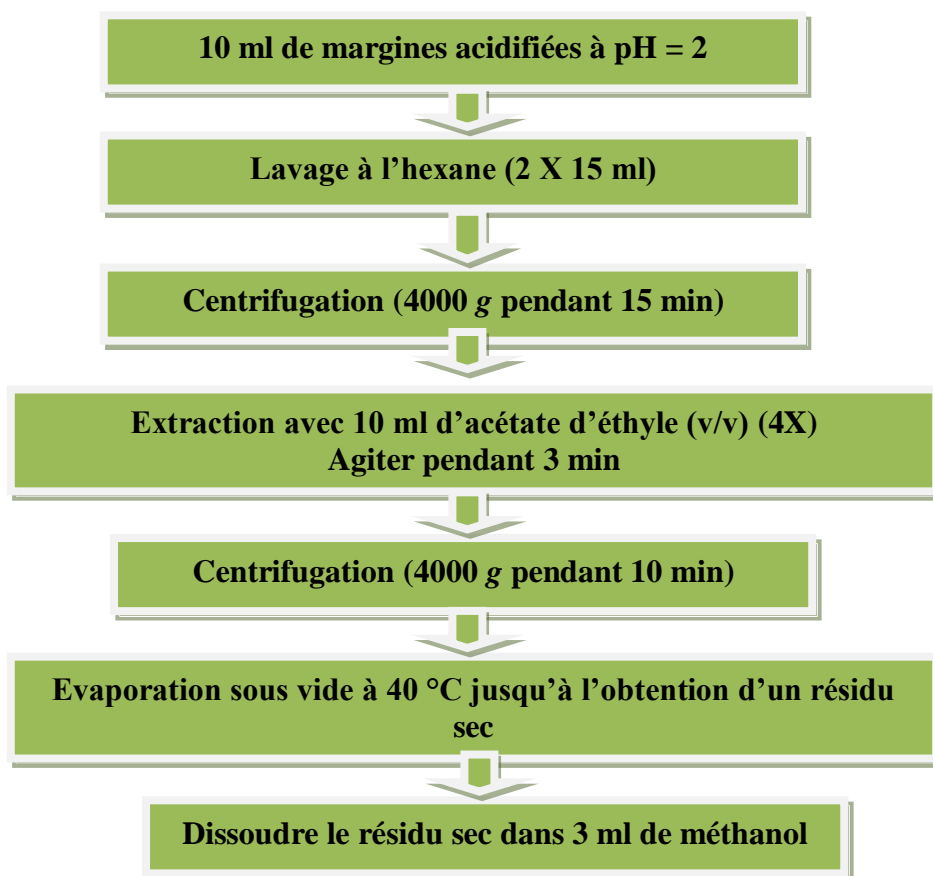 10 ml de margines acidifiées à pH = 2
Lavage à l’hexane (2 X 15 ml)
Centrifugation (4000 g pendant 15 min)
Extraction avec 10 ml d’acétate d’éthyle (v/v) (4X)
Agiter pendant 3 min
Centrifugation (4000 g pendant 10 min)
Evaporation sous vide à 40 °C jusqu’à l’obtention d’un résidu
sec
Dissoudre le résidu sec dans 3 ml de méthanol